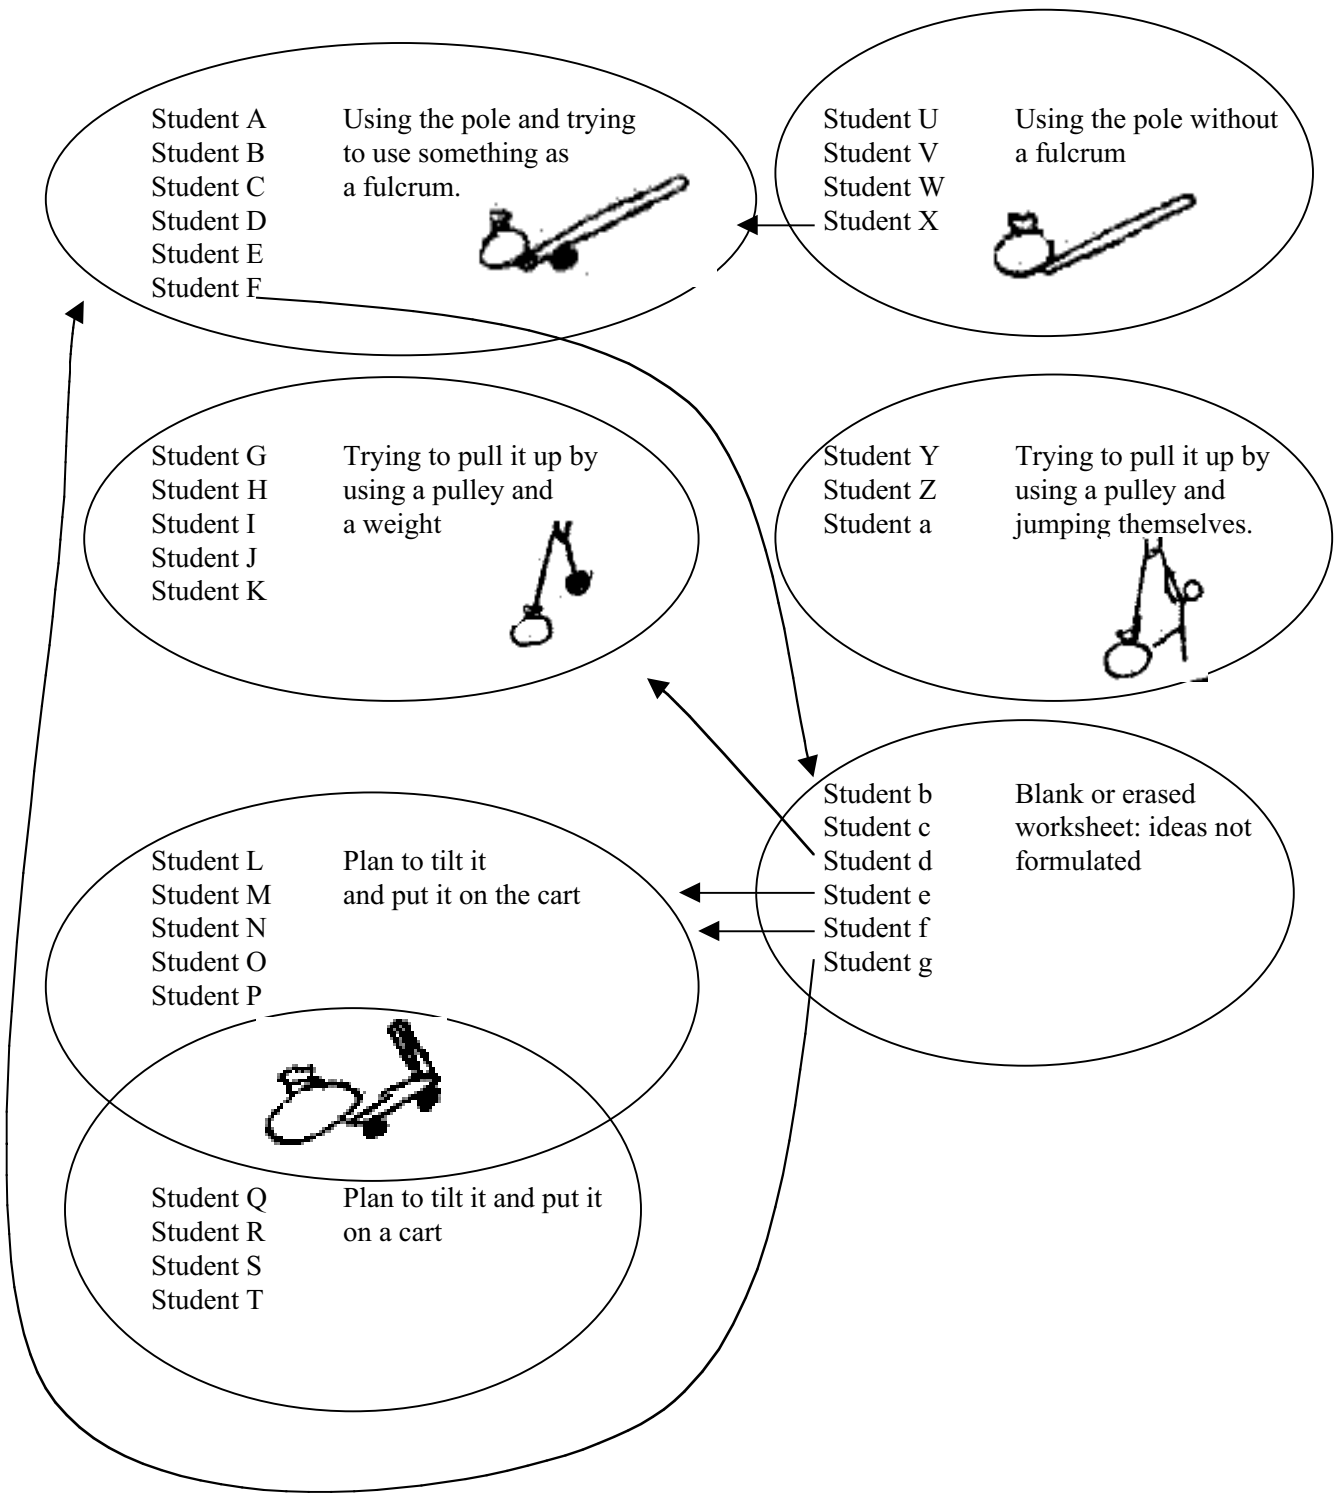 Student A
Student B
Student C
Student D
Student E
Student F
Using the pole and trying
to use something as
a fulcrum.
Student U
Student V
Student W
Student X
Using the pole without
a fulcrum
Student G
Student H
Student I
Student J
Student K
Trying to pull it up by
using a pulley and
a weight
Student Y
Student Z
Student a
Trying to pull it up by
using a pulley and
jumping themselves.
Student b
Student c
Student d
Student e
Student f
Student g
Blank or erased
worksheet: ideas not
formulated
Student L
Student M
Student N
Student O
Student P
Plan to tilt it
and put it on the cart
Student Q
Student R
Student S
Student T
Plan to tilt it and put it
on a cart